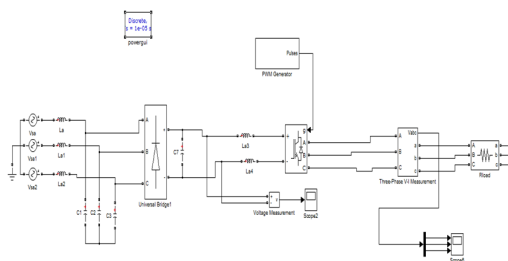 Discrete,
s = 1e-05 s
powergui
Pulses
PWM Generator
Vsa
La
Vsa1
La1
Vsa2
La2
C1
C2
C3
A
B
C
+
-
Universal Bridge1
C7
La3
La4
+
-
g
A
B
C
+
-
v
Voltage Measurement
Scope2
A
B
C
Vabc
a
b
c
Three-Phase V-I Measurement
A
B
C
a
b
c
Rload
Scope6